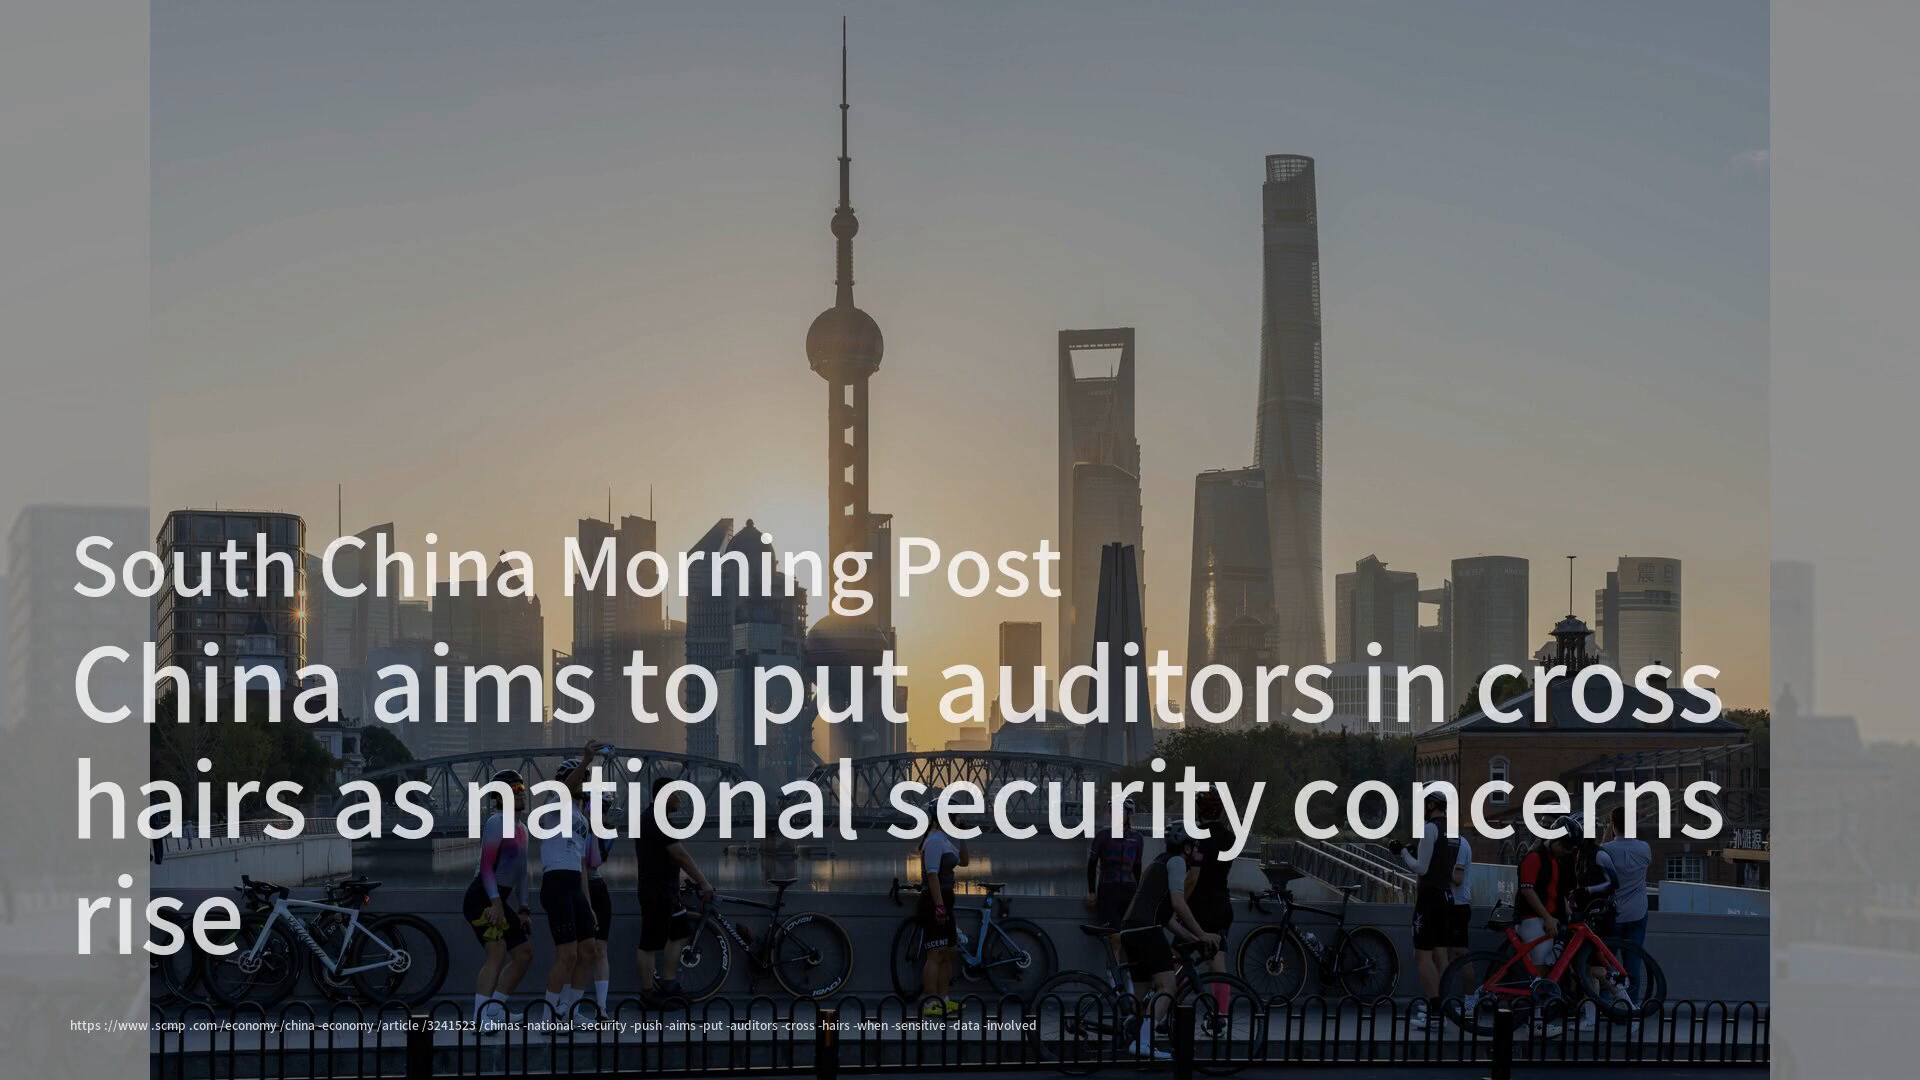 South China Morning Post
China aims to put auditors in cross
hairs as national security concerns
rise
https://www.scmp.com/economy/china-economy/article/3241523/chinas-national-security-push-aims-put-auditors-cross-hairs-when-sensitive-data-involved
ASCEND